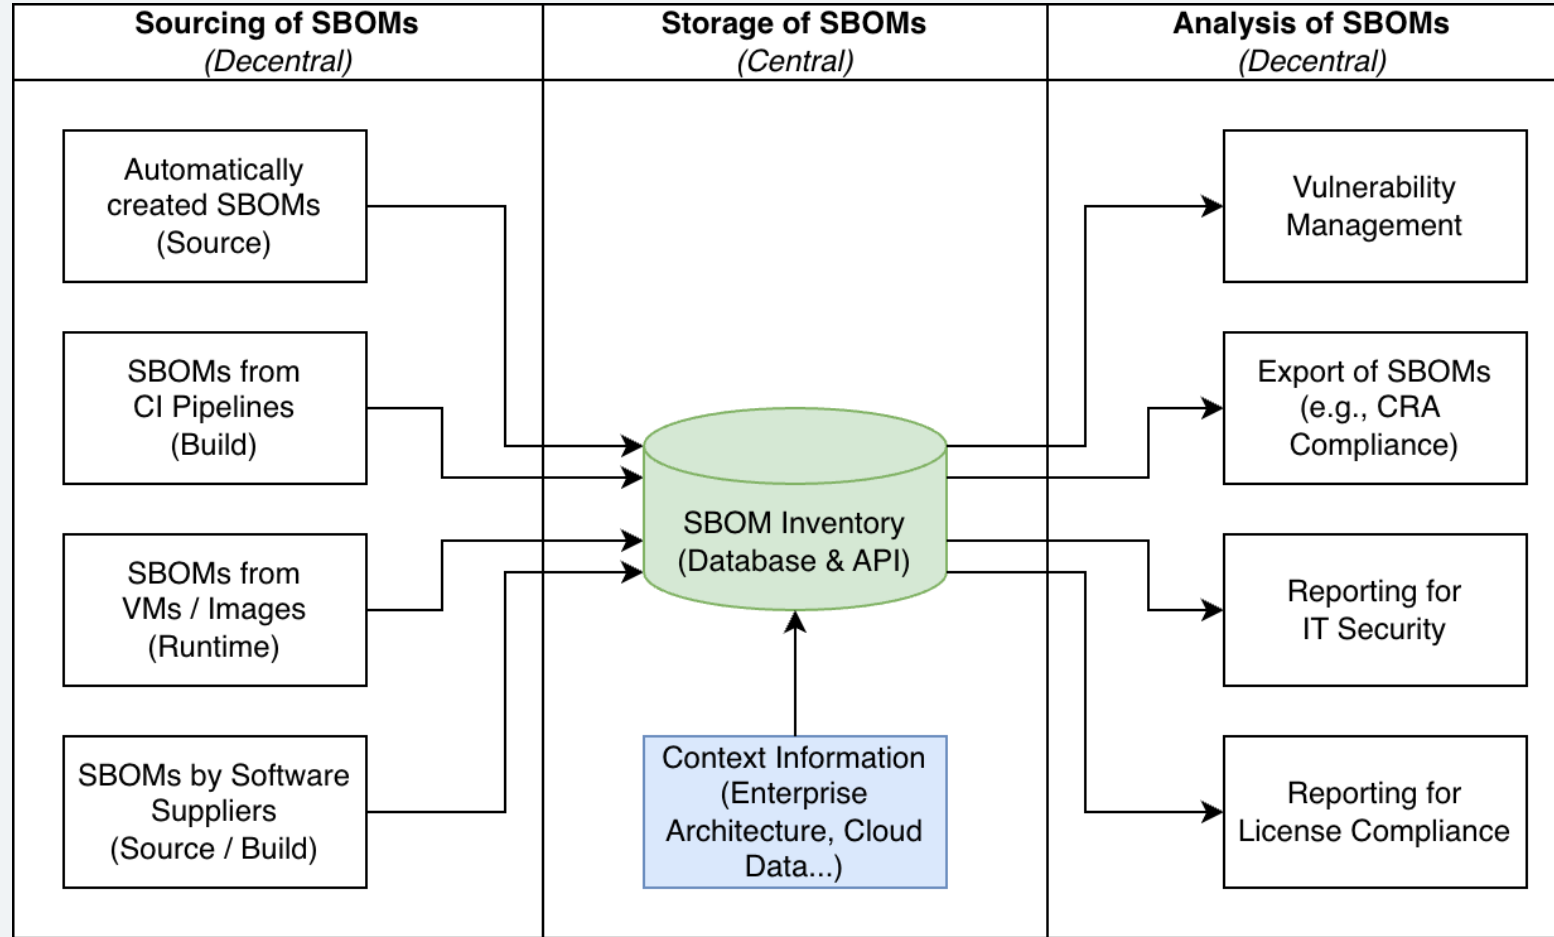 Sourcing of SBOMs
(Decentral)
Storage of SBOMs
(Central)
Analysis of SBOMs
(Decentral)
Automatically
created SBOMs
(Source)
SBOMs from
CI Pipelines
(Build)
SBOMs from
VMs / Images
(Runtime)
SBOMs by Software
Suppliers
(Source / Build)
SBOM Inventory
(Database & API)
Context Information
(Enterprise
Architecture, Cloud
Data...)
Vulnerability
Management
Export of SBOMs
(e.g., CRA
Compliance)
Reporting for
IT Security
Reporting for
License Compliance